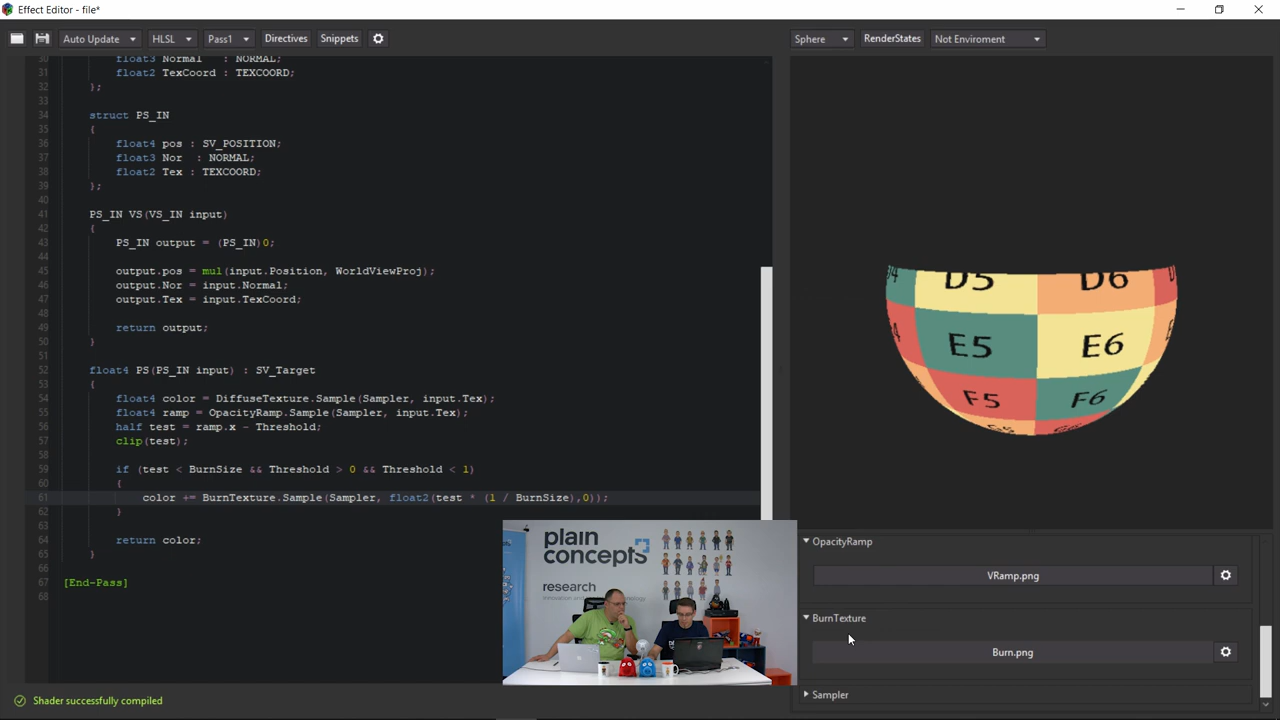 Effect Editor - file*
Auto Update HLSL Pass1 Directives Snippets Sphere RenderStates Not Enviroment
30 float3 Normal : NORMAL;
31 float2 TexCoord : TEXCOORD;
32 };
33
34 struct PS_IN
35 {
36 float4 pos : SV_POSITION;
37 float3 Nor : NORMAL;
38 float2 Tex : TEXCOORD;
39 };
40
41 PS_IN VS(VS_IN input)
42 {
43 PS_IN output = (PS_IN)0;
44
45 output.pos = mul(input.Position, WorldViewProj);
46 output.Nor = input.Normal;
47 output.Tex = input.TexCoord;
48
49 return output;
50 }
51
52 float4 PS(PS_IN input) : SV_Target
53 {
54 float4 color = DiffuseTexture.Sample(Sampler, input.Tex);
55 float4 ramp = OpacityRamp.Sample(Sampler, input.Tex);
56 half test = ramp.x - Threshold;
57 clip(test);
58
59 if (test < BurnSize && Threshold > 0 && Threshold < 1)
60 {
61 color += BurnTexture.Sample(Sampler, float2(test * (1 / BurnSize),0));
62 }
63
64 return color;
65 }
66
67 [End-Pass]
68
D5 D6
E5 E6
F5 F6
plain
concepts
research
OpacityRamp
VRamp.png
BurnTexture
Burn.png
Sampler
Shader successfully compiled